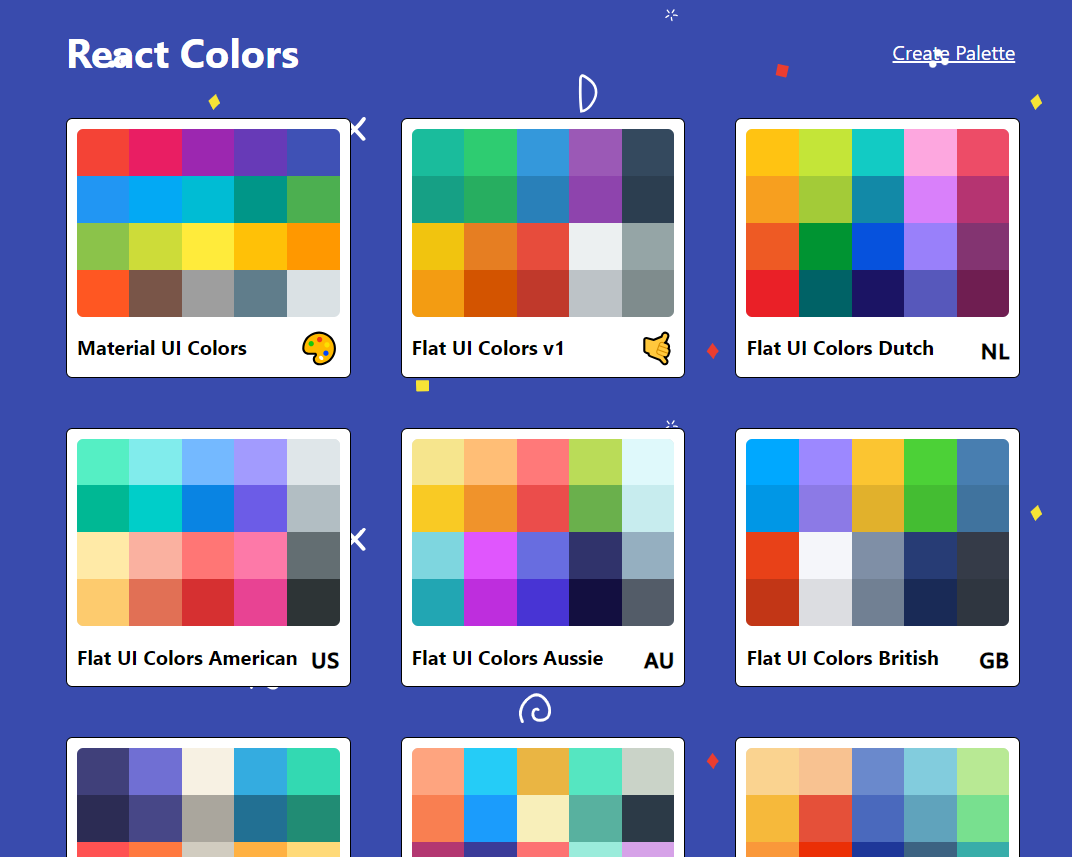 React Colors
Create Palette
Material UI Colors
Flat UI Colors v1
Flat UI Colors Dutch NL
Flat UI Colors American US
Flat UI Colors Aussie AU
Flat UI Colors British GB